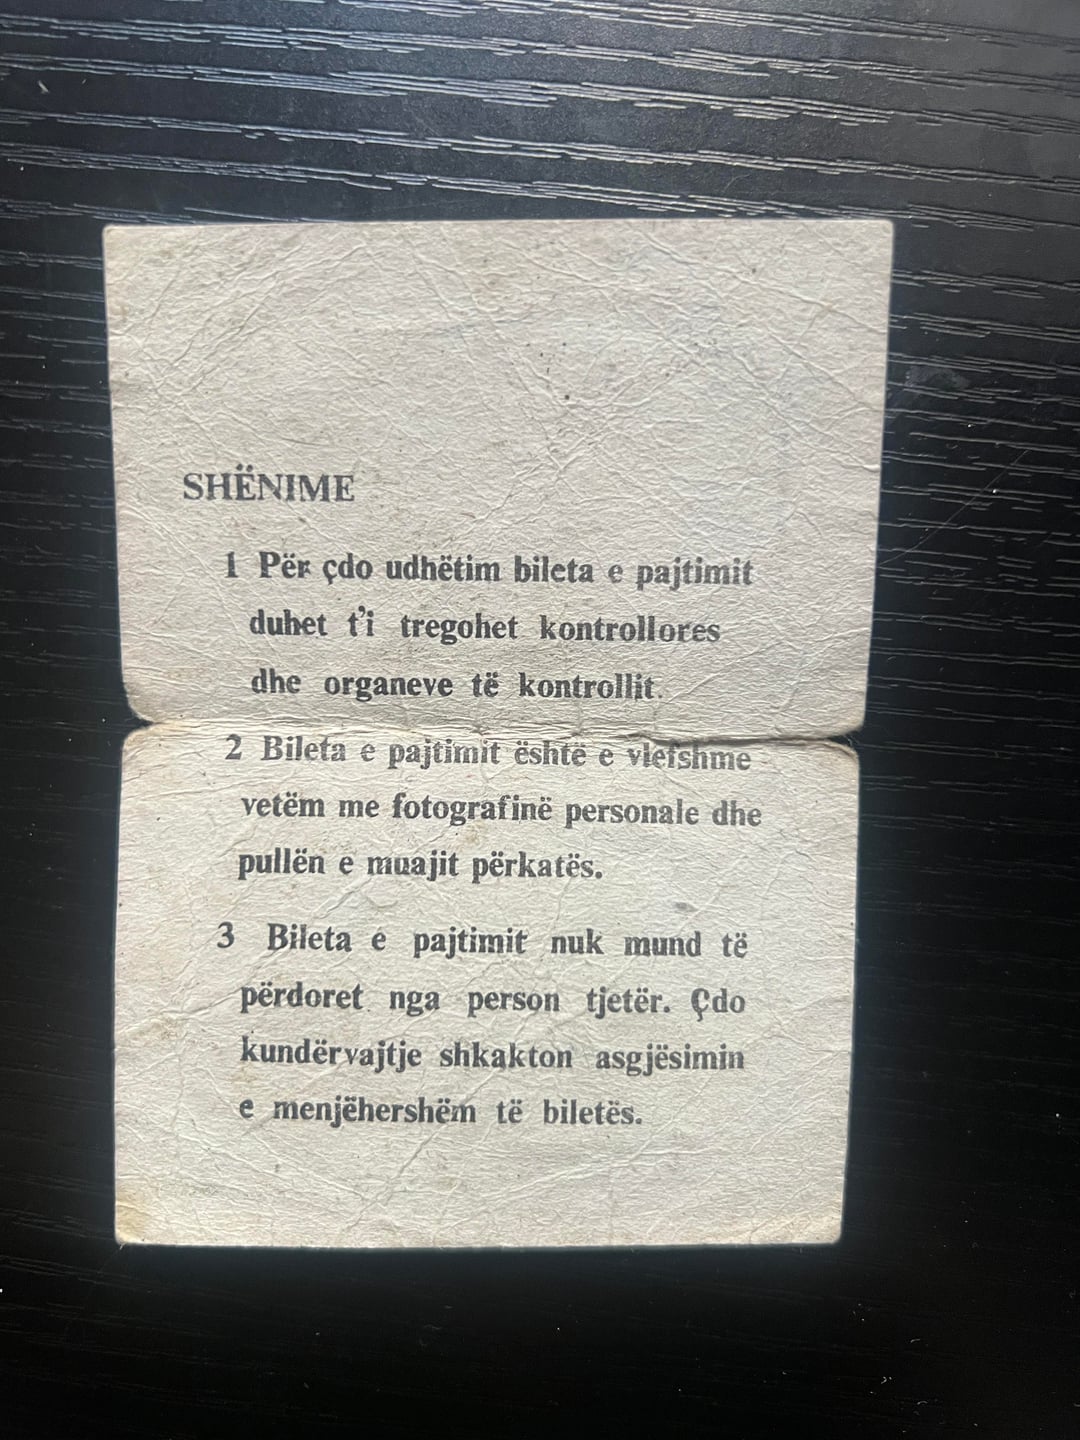 SHËNIME
1 Për çdo udhëtim bileta e pajtimit
duhet t'i tregohet kontrollores
dhe organeve të kontrollit.
2 Bileta e pajtimit është e vlefshme
vetëm me fotografinë personale dhe
pullën e muajit përkatës.
3 Bileta e pajtimit nuk mund të
përdoret nga person tjetër. Çdo
kundërvajtje shkakton asgjësimin
e menjëhershëm të biletës.